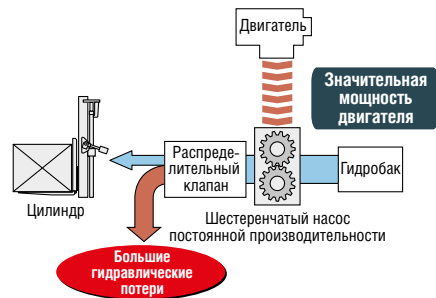 Двигатель
Значительная
мощность
двигателя
Распреде-
лительный
клапан
Гидробак
Цилиндр
Шестеренчатый насос
постоянной производительности
Большие
гидравлические
потери